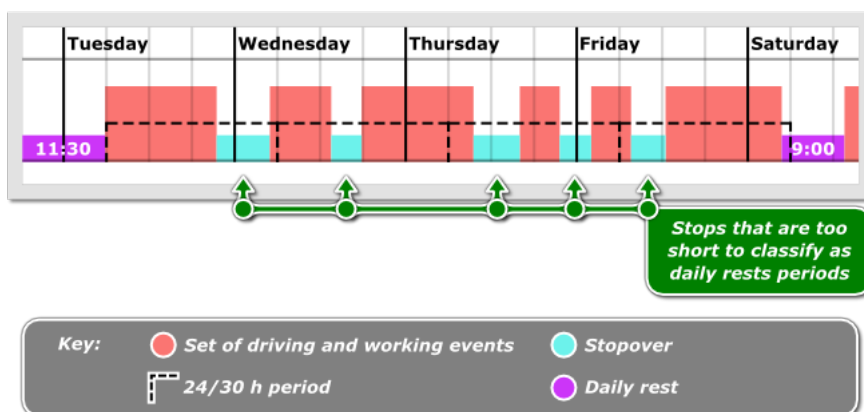 Tuesday Wednesday Thursday Friday Saturday
11:30 9:00
Stops that are too
short to classify as
daily rests periods
Key: Set of driving and working events Stopover
24/30 h period Daily rest